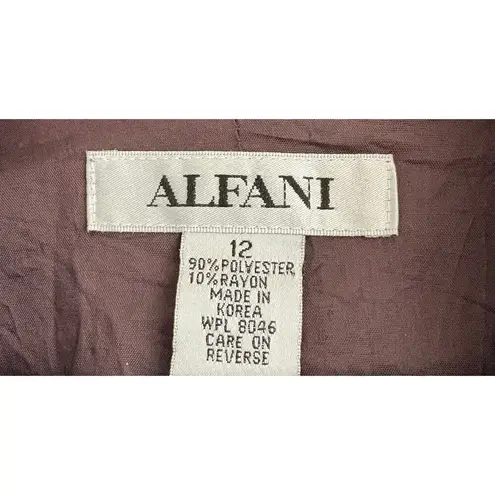 ALFANI
12
90%POLYESTER
10%RAYON
MADE IN
KOREA
WPL 8046
CARE ON
REVERSE